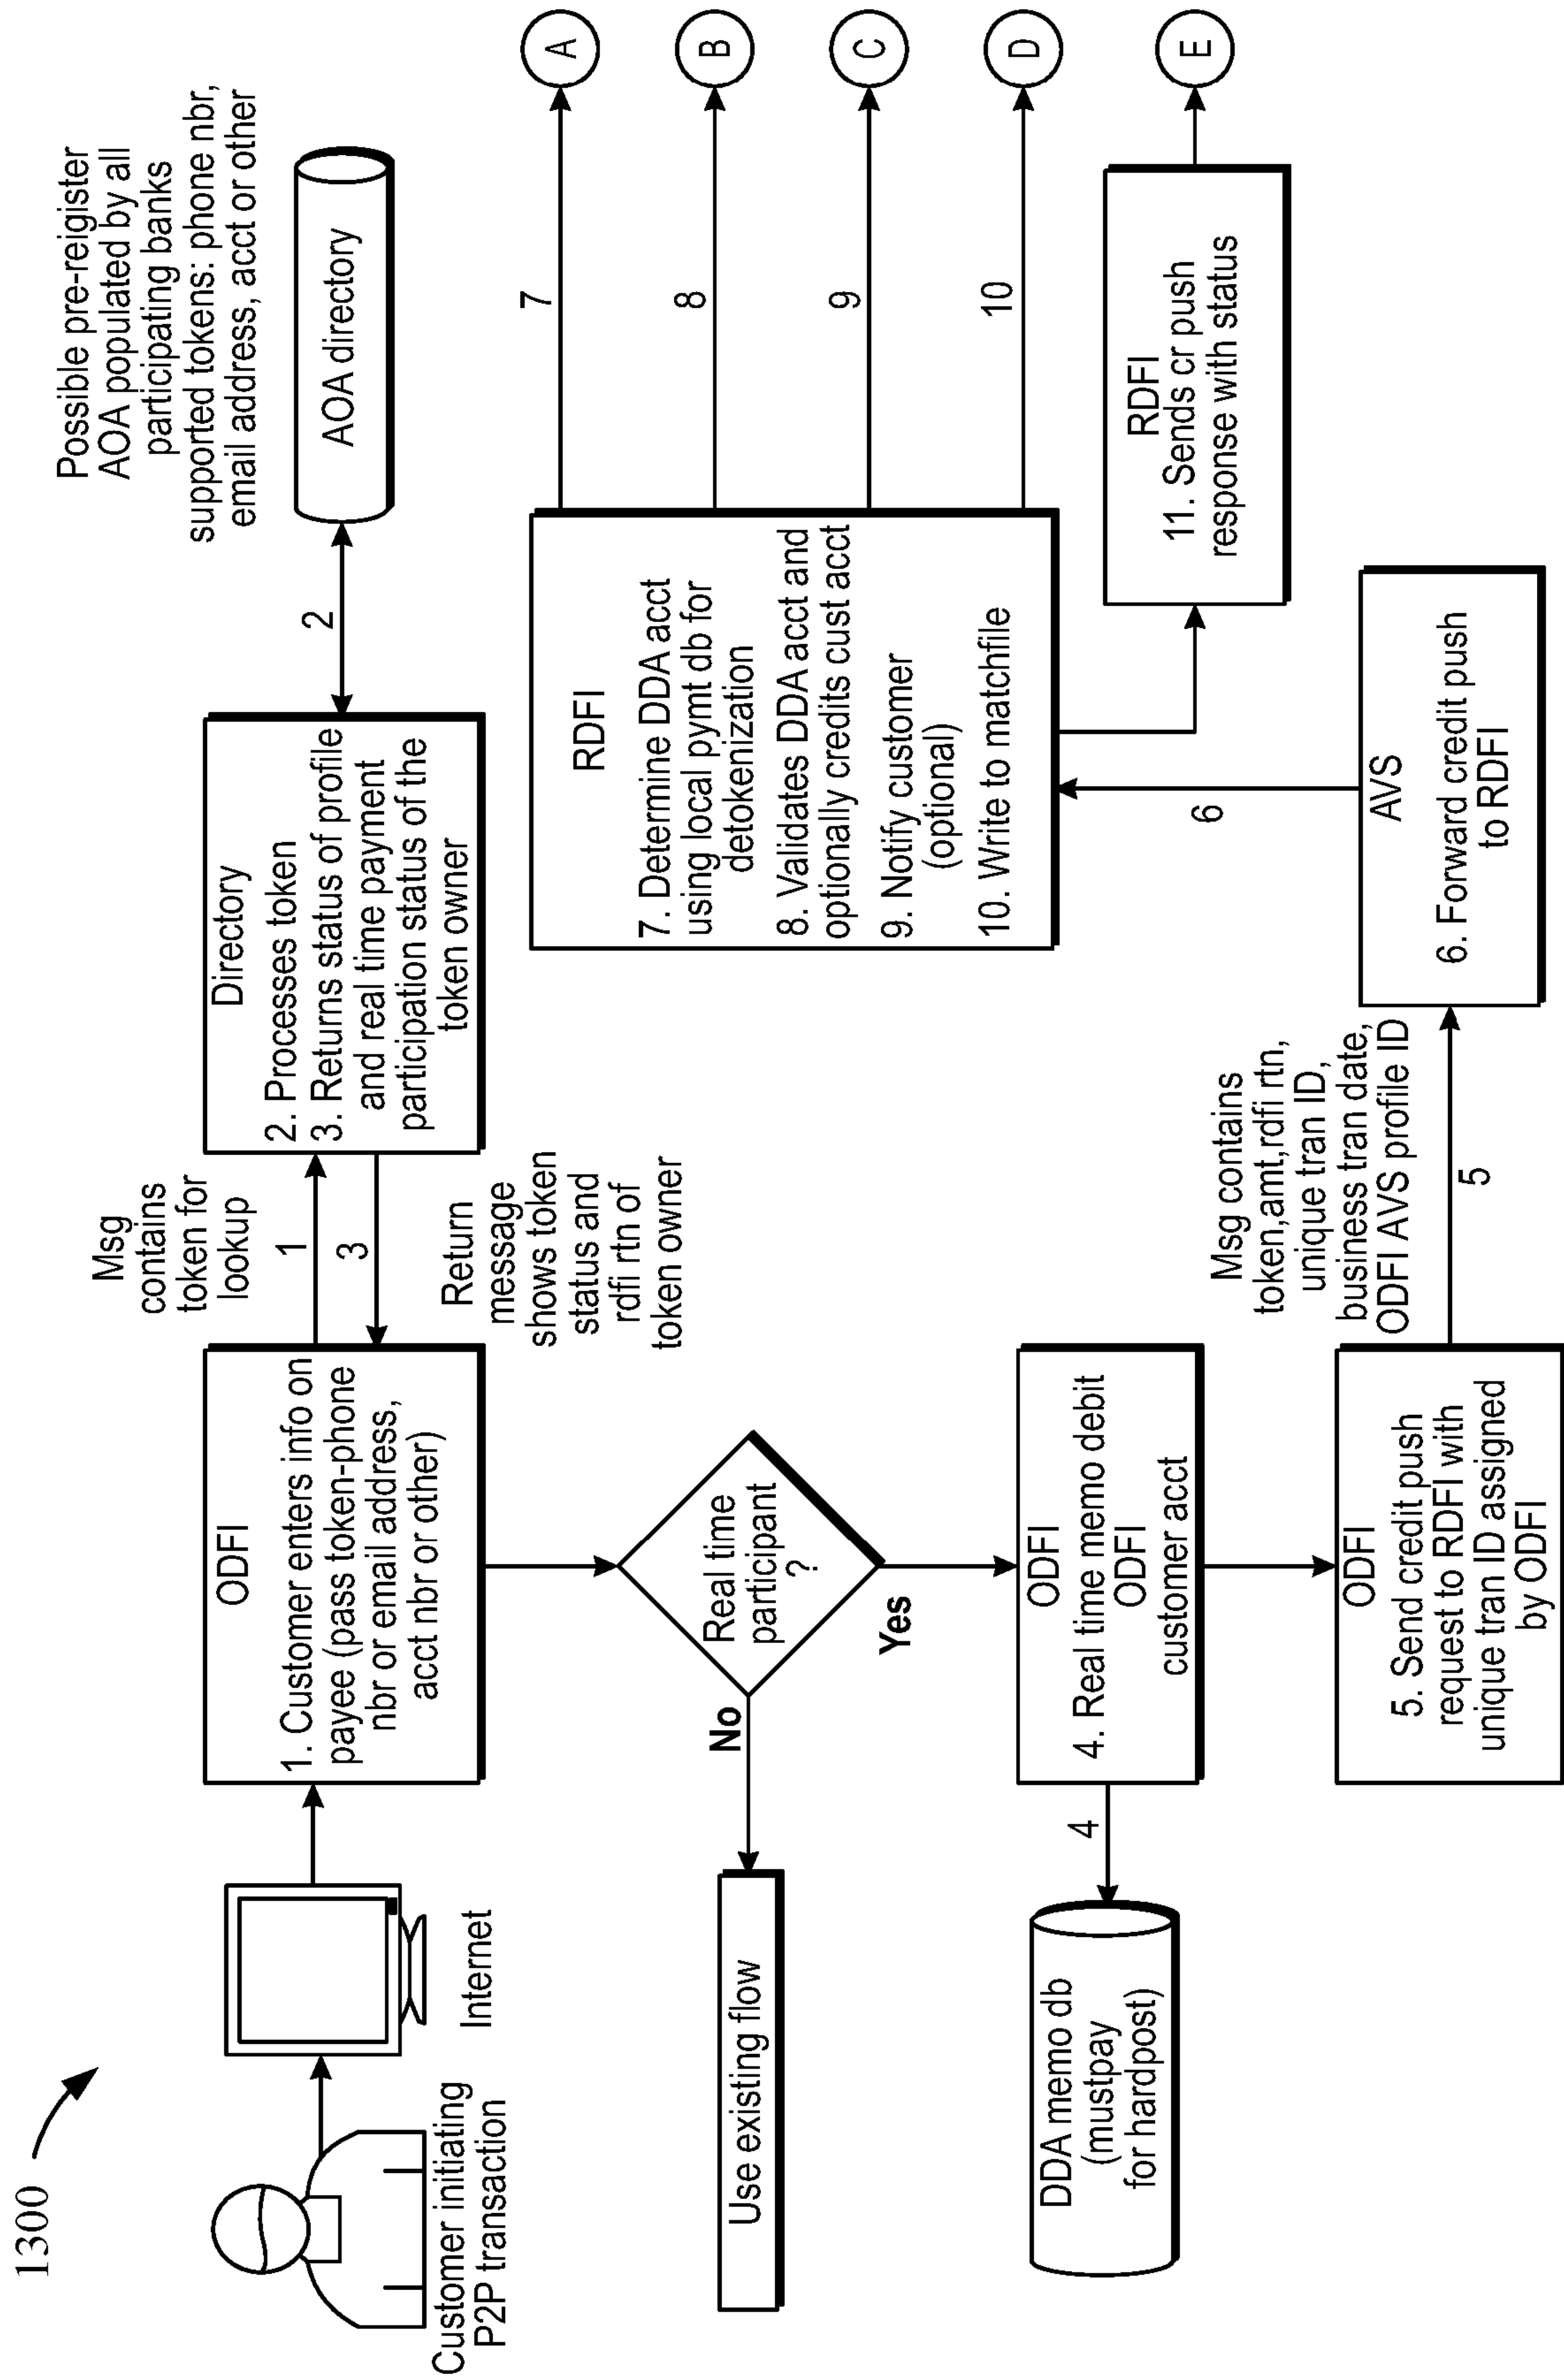 1300
Customer initiating
P2P transaction
Internet
ODFI
1. Customer enters info on
payee (pass token-phone
nbr or email address,
acct nbr or other)
Msg
contains
token for
lookup
1
3
Return
message
shows token
status and
rdfi rtn of
token owner
Directory
2. Processes token
3. Returns status of profile
and real time payment
participation status of the
token owner
2
Possible pre-reigister
AOA populated by all
participating banks
supported tokens: phone nbr,
email address, acct or other
AOA directory
Real time
participant
?
No
Yes
Use existing flow
ODFI
4. Real time memo debit
ODFI
customer acct
4
DDA memo db
(mustpay
for hardpost)
ODFI
5. Send credit push
request to RDFI with
unique tran ID assigned
by ODFI
Msg contains
token,amt,rdfi rtn,
unique tran ID,
business tran date,
ODFI AVS profile ID
5
AVS
6. Forward credit push
to RDFI
6
RDFI
7. Determine DDA acct
using local pymt db for
detokenization
8. Validates DDA acct and
optionally credits cust acct
9. Notify customer
(optional)
10. Write to matchfile
7
A
8
B
9
C
10
D
RDFI
11. Sends cr push
response with status
E